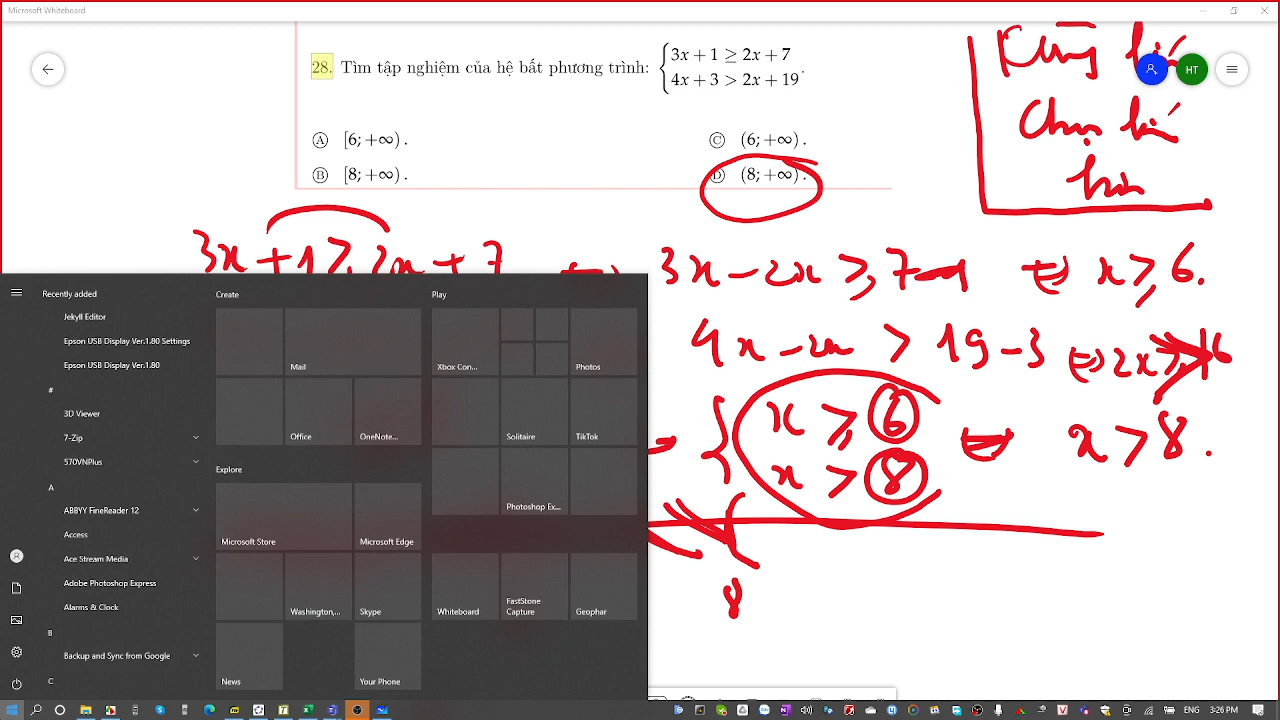 Microsoft Whiteboard
28. Tìm tập nghiệm của hệ bất phương trình: { 3x + 1 ≥ 2x + 7
4x + 3 > 2x + 19 .
HT
A [6; +∞) .
C (6; +∞) .
B [8; +∞) .
D (8; +∞) .
3x + 1 ≥ 2x + 7
⇔ 3x - 2x ≥ 7 - 1 ⇔ x ≥ 6.
4x - 2x > 19 - 3 ⇔ 2x > 16
{ x ≥ 6
x > 8
⇔ x > 8.
8
Recently added
Jekyll Editor
Epson USB Display Ver.1.80 Settings
Epson USB Display Ver.1.80
#
3D Viewer
7-Zip
570VNPlus
A
ABBYY FineReader 12
Access
Ace Stream Media
Adobe Photoshop Express
Alarms & Clock
B
Backup and Sync from Google
C
Create
Mail
Office
OneNote...
Explore
Microsoft Store
Microsoft Edge
Washington,...
Skype
News
Your Phone
Play
Xbox Con...
Photos
Solitaire
TikTok
Photoshop Ex...
Whiteboard
FastStone
Capture
Geophar
3:26 PM